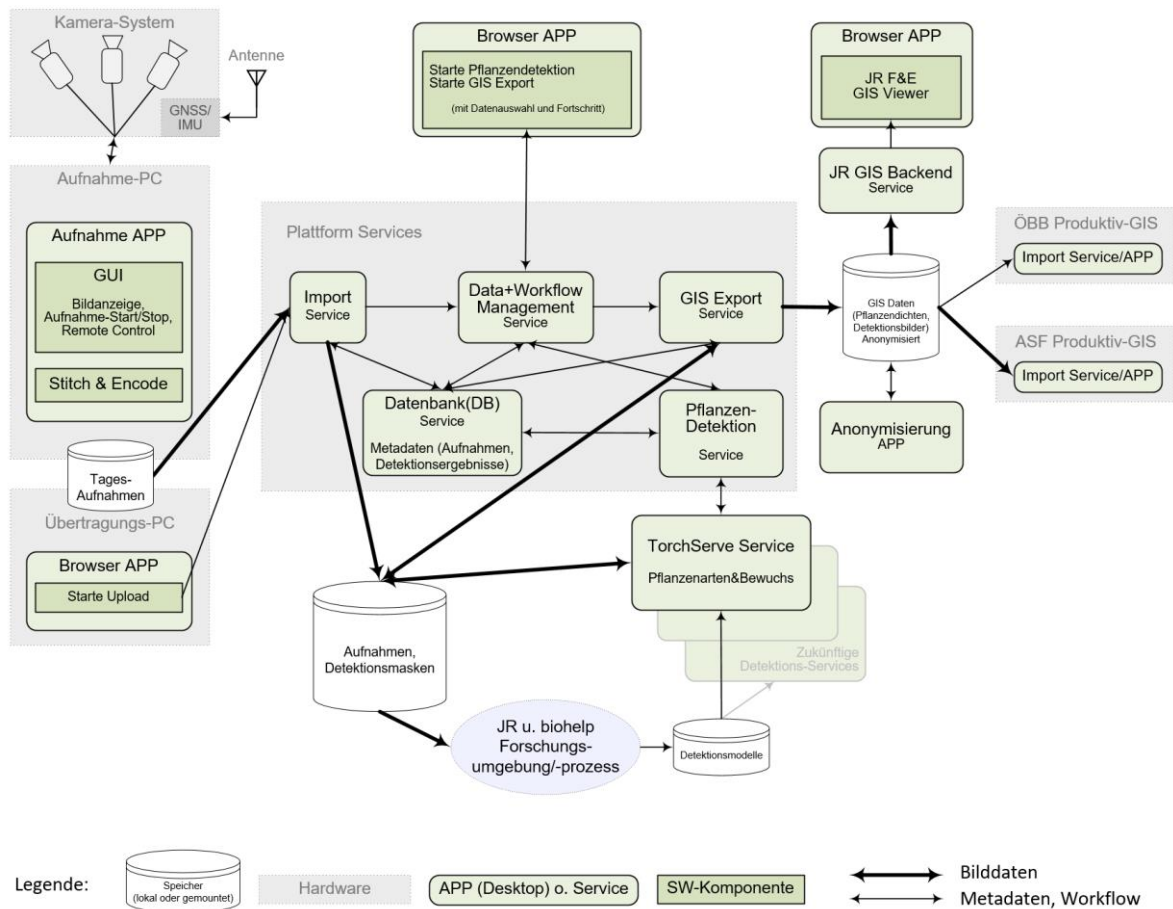 Kamera-System
Antenne
GNSS/
IMU
Aufnahme-PC
Aufnahme APP
GUI
Bildanzeige,
Aufnahme-Start/Stop,
Remote Control
Stitch & Encode
Tages-
Aufnahmen
Übertragungs-PC
Browser APP
Starte Upload
Browser APP
Starte Pflanzendetektion
Starte GIS Export
(mit Datenauswahl und Fortschritt)
Plattform Services
Import
Service
Data+Workflow
Management
Service
GIS Export
Service
Datenbank(DB)
Service
Metadaten (Aufnahmen,
Detektionsergebnisse)
Pflanzen-
Detektion
Service
TorchServe Service
Pflanzenarten&Bewuchs
Zukünftige
Detektions-Services
Aufnahmen,
Detektionsmasken
JR u. biohelp
Forschungs-
umgebung/-prozess
Detektionsmodelle
Browser APP
JR F&E
GIS Viewer
JR GIS Backend
Service
GIS Daten
(Pflanzendichten,
Detektionsbilder)
Anonymisiert
Anonymisierung
APP
ÖBB Produktiv-GIS
Import Service/APP
ASF Produktiv-GIS
Import Service/APP
Legende:
Speicher
(lokal oder gemountet)
Hardware
APP (Desktop) o. Service
SW-Komponente
Bilddaten
Metadaten, Workflow